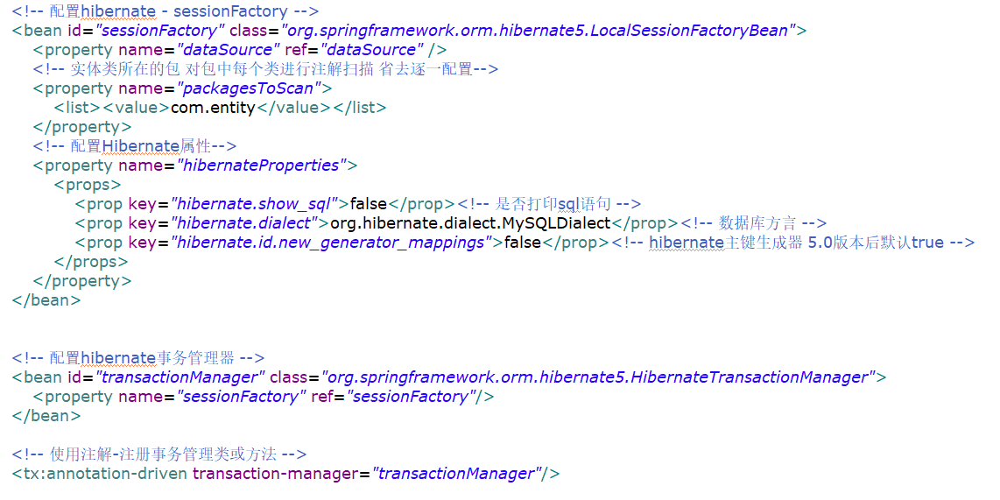 <!-- 配置hibernate - sessionFactory -->
<bean id="sessionFactory" class="org.springframework.orm.hibernate5.LocalSessionFactoryBean">
<property name="dataSource" ref="dataSource" />
<!-- 实体类所在的包 对包中每个类进行注解扫描 省去逐一配置-->
<property name="packagesToScan">
<list><value>com.entity</value></list>
</property>
<!-- 配置Hibernate属性-->
<property name="hibernateProperties">
<props>
<prop key="hibernate.show_sql">false</prop><!-- 是否打印sql语句 -->
<prop key="hibernate.dialect">org.hibernate.dialect.MySQLDialect</prop><!-- 数据库方言 -->
<prop key="hibernate.id.new_generator_mappings">false</prop><!-- hibernate主键生成器 5.0版本后默认true -->
</props>
</property>
</bean>
<!-- 配置hibernate事务管理器 -->
<bean id="transactionManager" class="org.springframework.orm.hibernate5.HibernateTransactionManager">
<property name="sessionFactory" ref="sessionFactory"/>
</bean>
<!-- 使用注解-注册事务管理类或方法 -->
<tx:annotation-driven transaction-manager="transactionManager"/>